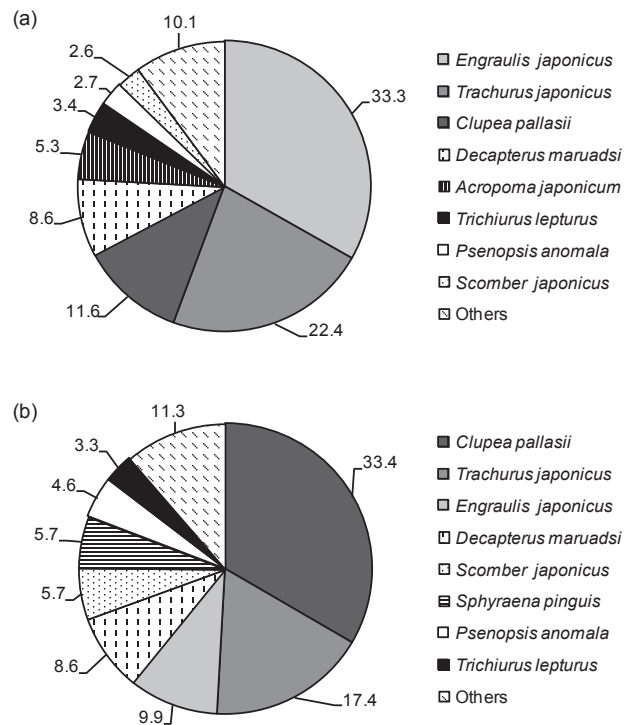 (a)
10.1
2.6
2.7
3.4
5.3
8.6
11.6
22.4
33.3
Engraulis japonicus
Trachurus japonicus
Clupea pallasii
Decapterus maruadsi
Acropoma japonicum
Trichiurus lepturus
Psenopsis anomala
Scomber japonicus
Others
(b)
11.3
3.3
4.6
5.7
5.7
8.6
9.9
17.4
33.4
Clupea pallasii
Trachurus japonicus
Engraulis japonicus
Decapterus maruadsi
Scomber japonicus
Sphyraena pinguis
Psenopsis anomala
Trichiurus lepturus
Others